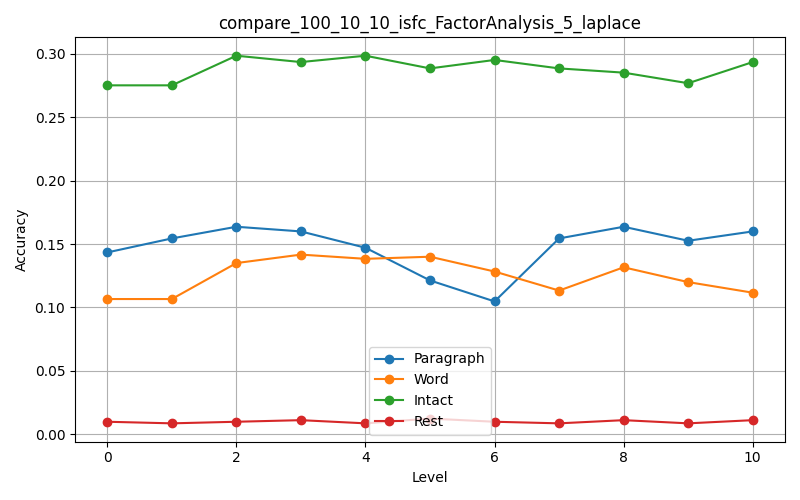 compare_100_10_10_isfc_FactorAnalysis_5_laplace
0.30
0.25
0.20
0.15
0.10
0.05
0.00
Accuracy
Paragraph
Word
Intact
Rest
0 2 4 6 8 10
Level